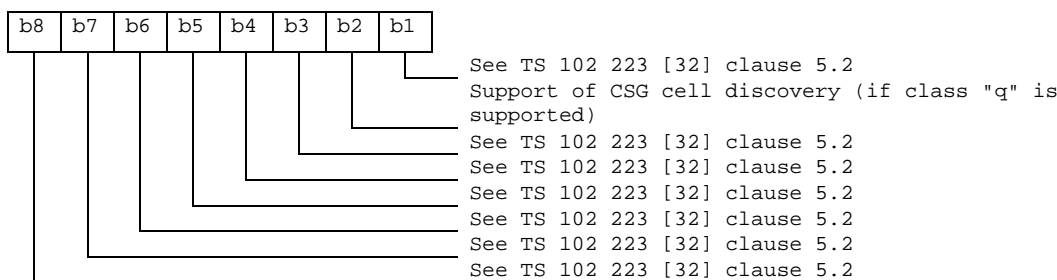 b8 b7 b6 b5 b4 b3 b2 b1
See TS 102 223 [32] clause 5.2
Support of CSG cell discovery (if class "q" is
supported)
See TS 102 223 [32] clause 5.2
See TS 102 223 [32] clause 5.2
See TS 102 223 [32] clause 5.2
See TS 102 223 [32] clause 5.2
See TS 102 223 [32] clause 5.2
See TS 102 223 [32] clause 5.2